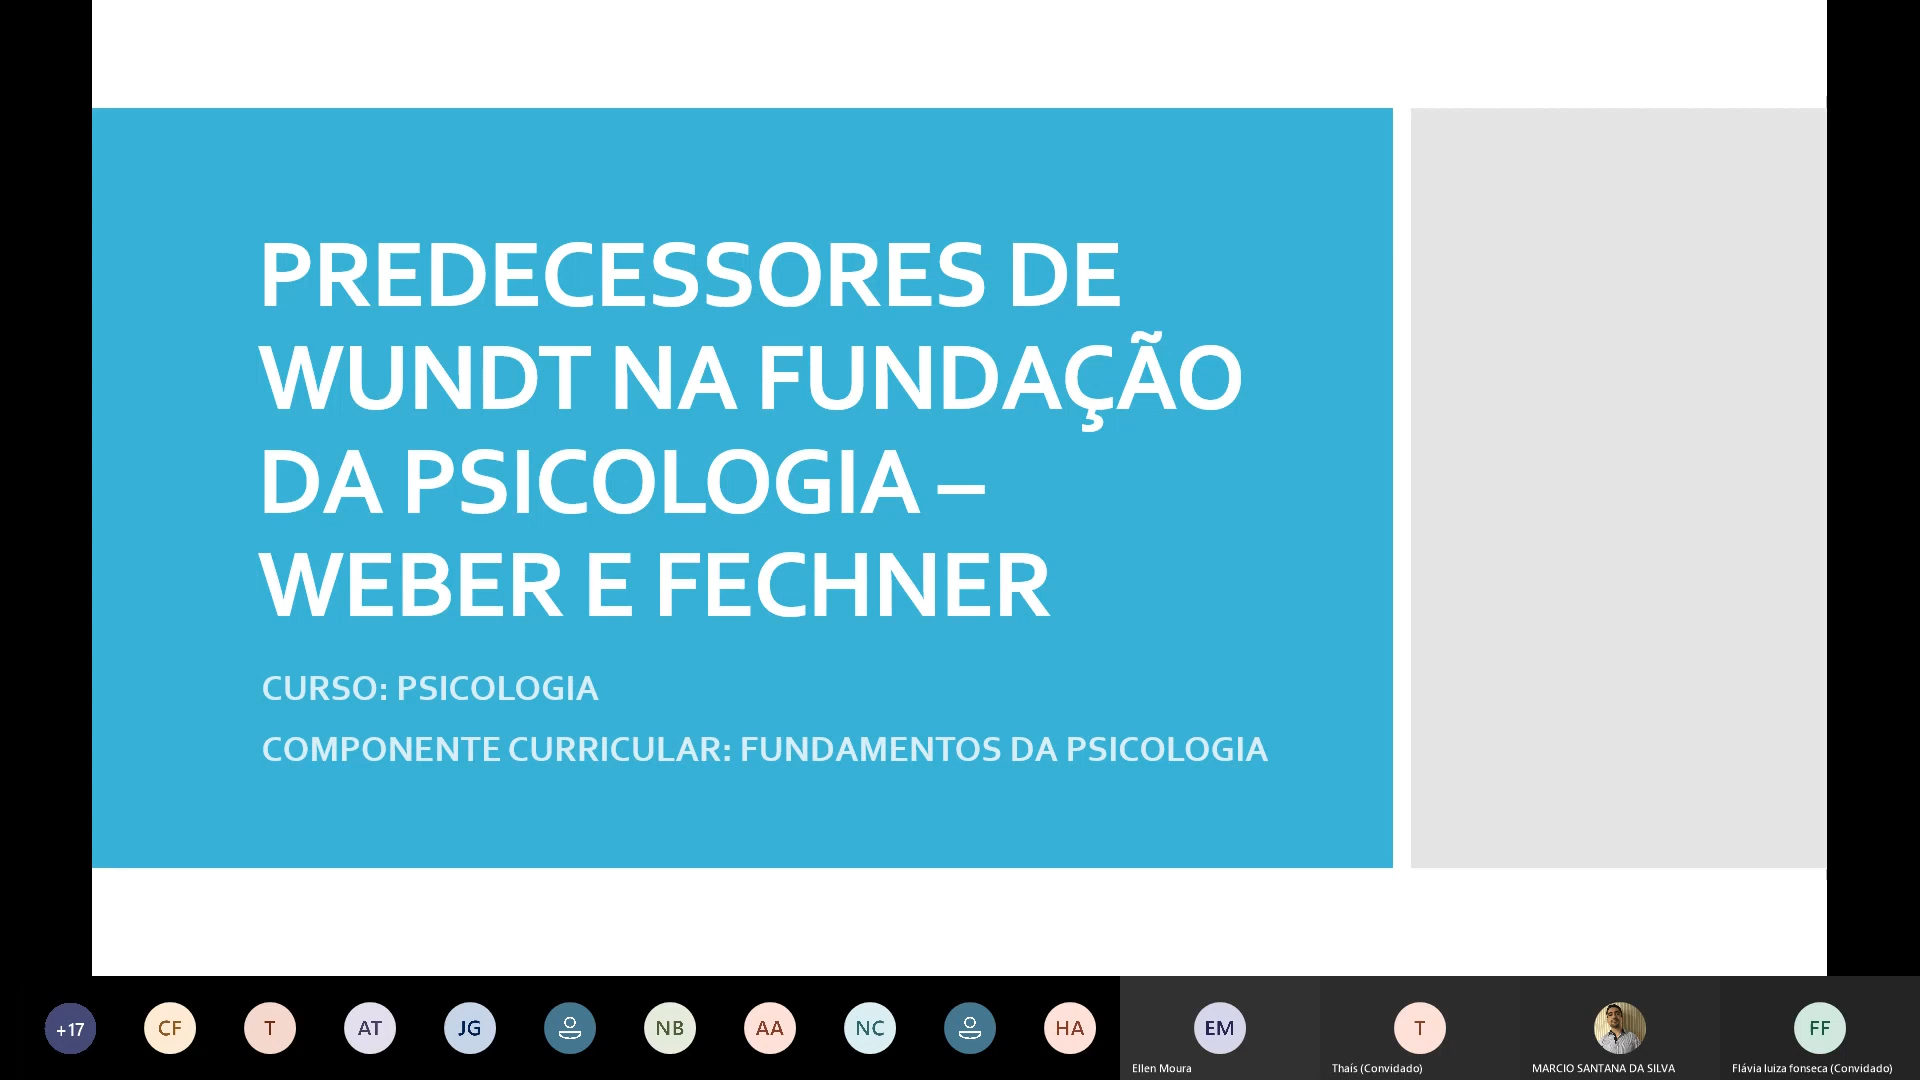 PREDECESSORES DE
WUNDT NA FUNDAÇÃO
DA PSICOLOGIA –
WEBER E FECHNER
CURSO: PSICOLOGIA
COMPONENTE CURRICULAR: FUNDAMENTOS DA PSICOLOGIA
+17
CF
T
AT
JG
NB
AA
NC
HA
EM
T
FF
Ellen Moura
Thaís (Convidado)
MARCIO SANTANA DA SILVA
Flávia luiza fonseca (Convidado)